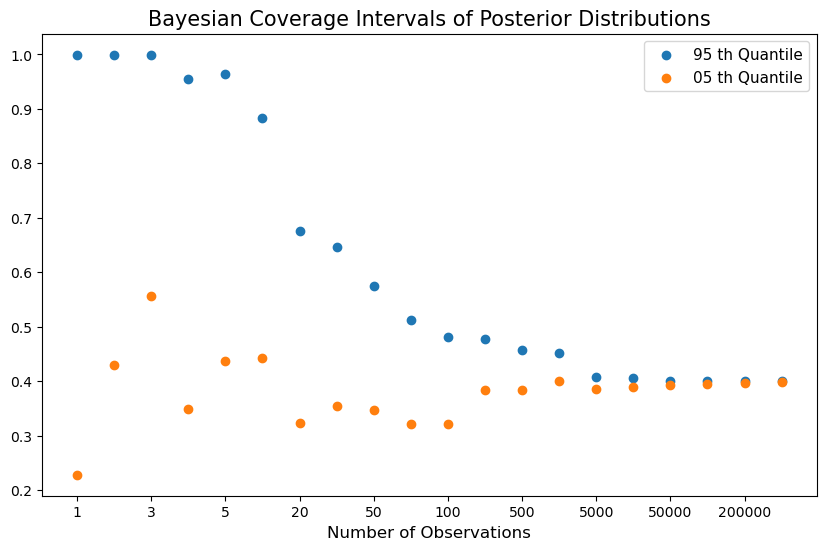 Bayesian Coverage Intervals of Posterior Distributions
95 th Quantile
05 th Quantile
1.0
0.9
0.8
0.7
0.6
0.5
0.4
0.3
0.2
1 3 5 20 50 100 500 5000 50000 200000
Number of Observations